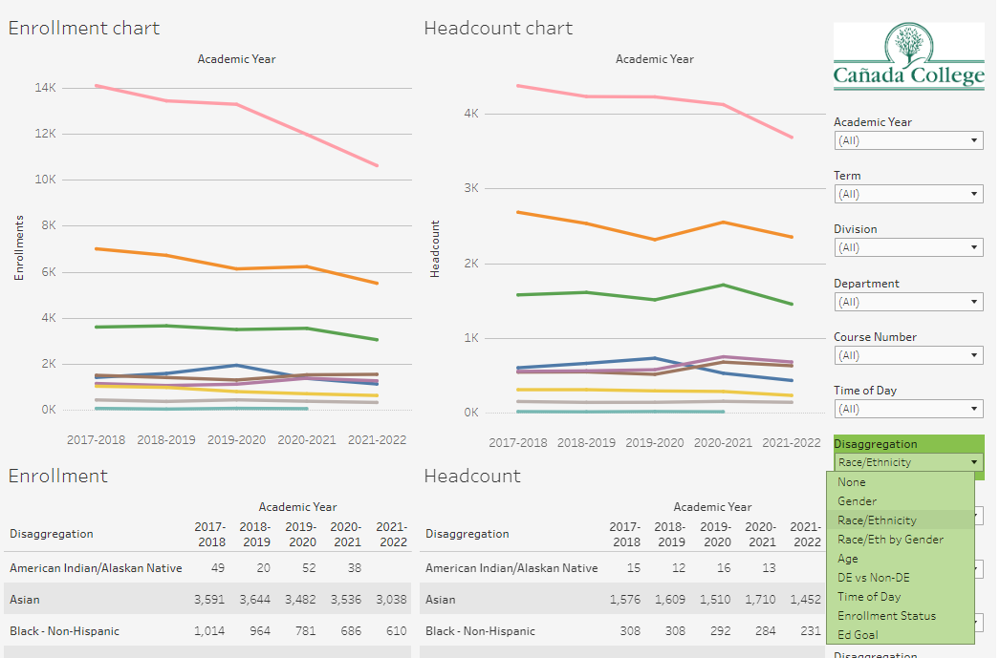 Enrollment chart
Academic Year
14K
12K
10K
8K
6K
4K
2K
0K
Enrollments
2017-2018 2018-2019 2019-2020 2020-2021 2021-2022
Headcount chart
Academic Year
4K
3K
2K
1K
0K
Headcount
2017-2018 2018-2019 2019-2020 2020-2021 2021-2022
Enrollment
Academic Year
Disaggregation 2017-2018 2018-2019 2019-2020 2020-2021 2021-2022
American Indian/Alaskan Native 49 20 52 38
Asian 3,591 3,644 3,482 3,536 3,038
Black - Non-Hispanic 1,014 964 781 686 610
Headcount
Academic Year
Disaggregation 2017-2018 2018-2019 2019-2020 2020-2021 2021-2022
American Indian/Alaskan Native 15 12 16 13
Asian 1,576 1,609 1,510 1,710 1,452
Black - Non-Hispanic 308 308 292 284 231
Cañada College
Academic Year
(All)
Term
(All)
Division
(All)
Department
(All)
Course Number
(All)
Time of Day
(All)
Disaggregation
Race/Ethnicity
None
Gender
Race/Ethnicity
Race/Eth by Gender
Age
DE vs Non-DE
Time of Day
Enrollment Status
Ed Goal
Disaggregation